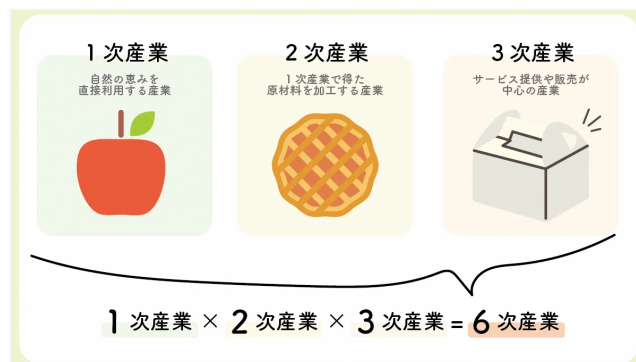 1次産業
自然の恵みを
直接利用する産業
2次産業
1次産業で得た
原材料を加工する産業
3次産業
サービス提供や販売が
中心の産業
1次産業×2次産業×3次産業=6次産業